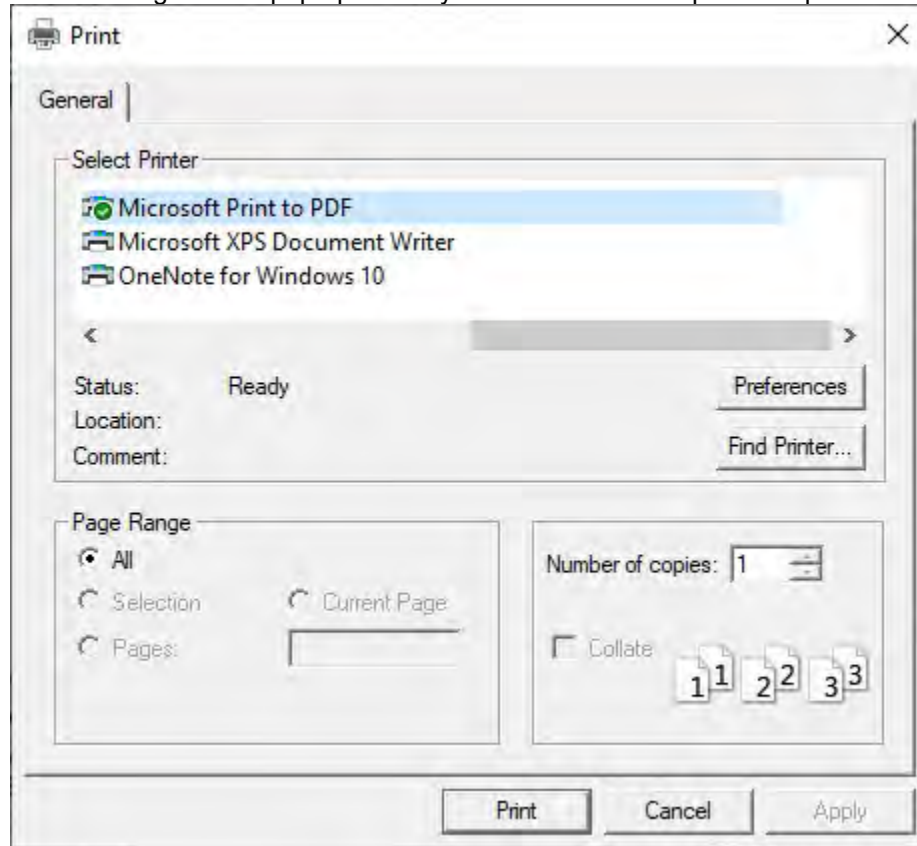 Print
General
Select Printer
Microsoft Print to PDF
Microsoft XPS Document Writer
OneNote for Windows 10
Status: Ready
Location:
Comment:
Preferences
Find Printer...
Page Range
All
Selection
Current Page
Pages:
Number of copies: 1
Collate
1 1 2 2 3 3
Print Cancel Apply